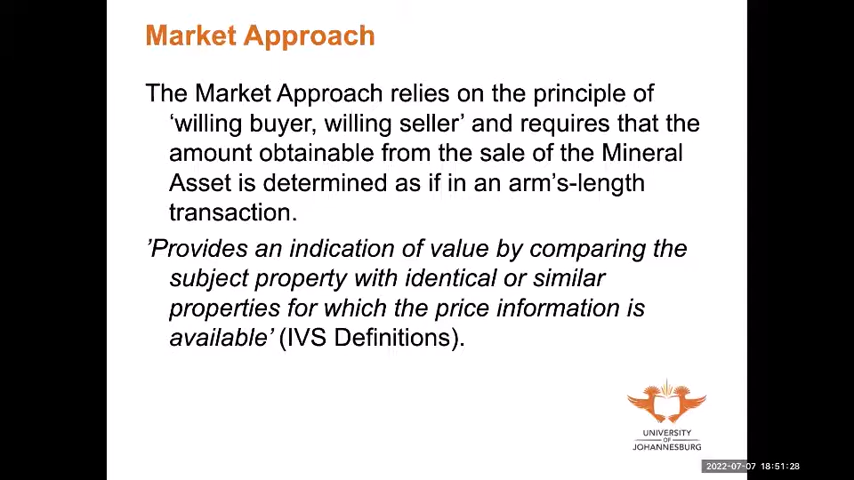 Market Approach
The Market Approach relies on the principle of
‘willing buyer, willing seller’ and requires that the
amount obtainable from the sale of the Mineral
Asset is determined as if in an arm’s-length
transaction.
’Provides an indication of value by comparing the
subject property with identical or similar
properties for which the price information is
available’ (IVS Definitions).
UNIVERSITY
OF
JOHANNESBURG
2022-07-07 18:51:28